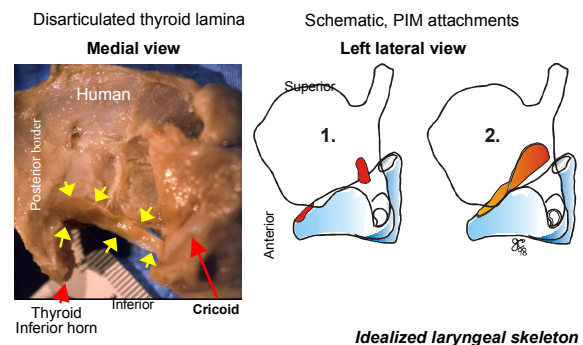 Disarticulated thyroid lamina
Schematic, PIM attachments
Medial view
Left lateral view
Human
Superior
1.
2.
Posterior border
Anterior
Inferior
Cricoid
Thyroid
Inferior horn
Idealized laryngeal skeleton